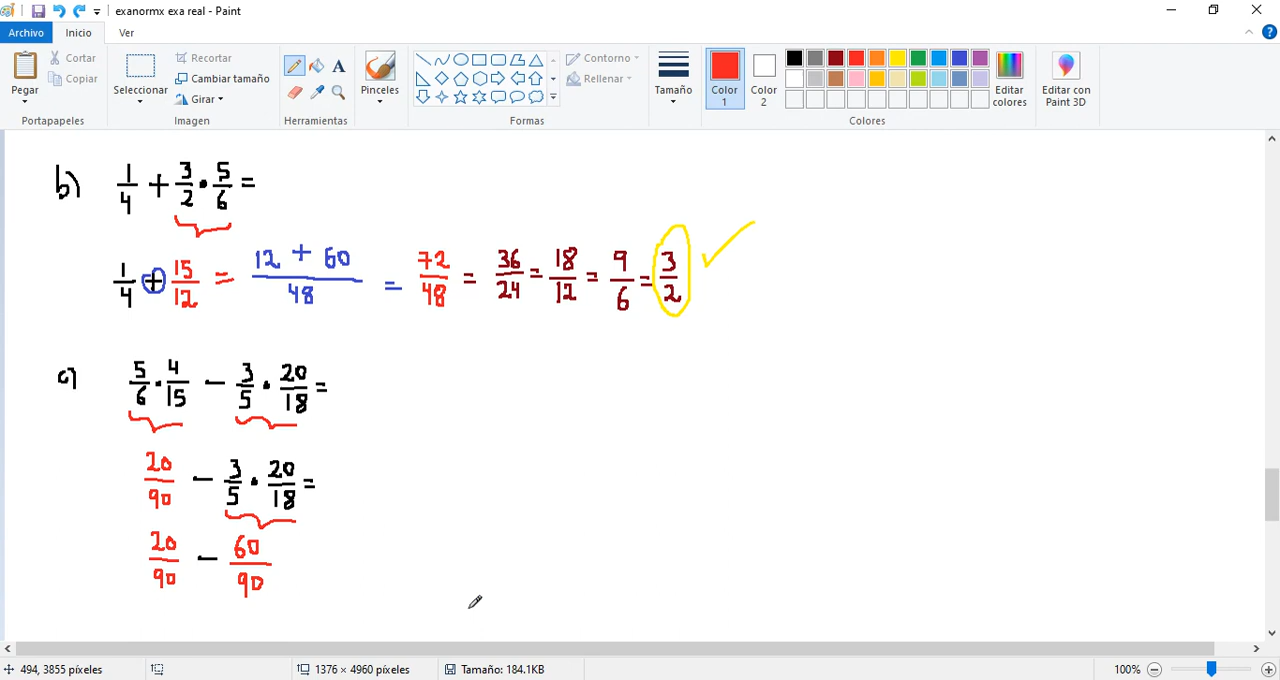 exanormx exa real - Paint
Archivo Inicio Ver
Pegar Cortar Copiar Portapapeles
Seleccionar Recortar Cambiar tamaño Girar Imagen
A Herramientas
Pinceles
Contorno Rellenar Formas
Tamaño
Color 1 Color 2 Editar colores Editar con Paint 3D Colores
b) 1/4 + 3/2 · 5/6 =
1/4 + 15/12 = 12 + 60/48 = 72/48 = 36/24 = 18/12 = 9/6 = 3/2
c) 5/6 · 4/15 - 3/5 · 20/18 =
20/90 - 3/5 · 20/18 =
20/90 - 60/90
494, 3855 píxeles 1376 × 4960 píxeles Tamaño: 184.1KB 100%